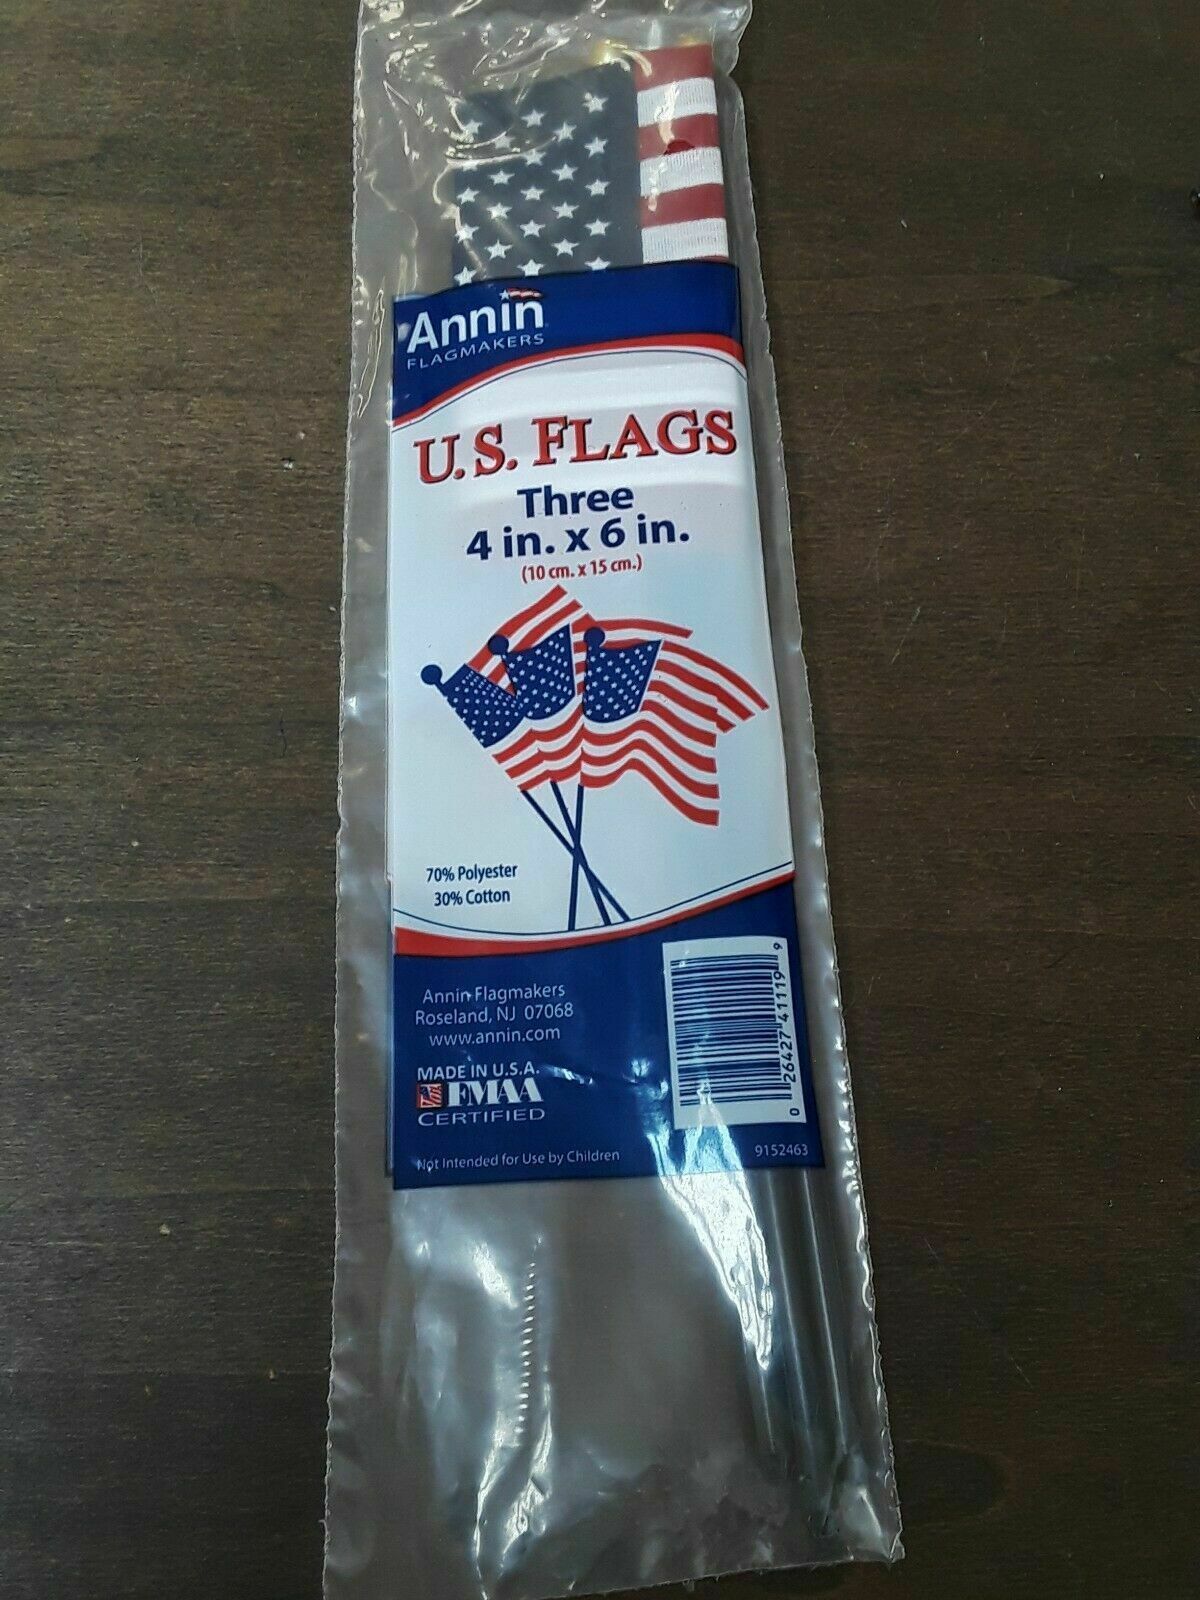 Annin
FLAGMAKERS
U.S. FLAGS
Three
4 in. x 6 in.
(10 cm. x 15 cm.)
70% Polyester
30% Cotton
Annin Flagmakers
Roseland, NJ 07068
www.annin.com
MADE IN U.S.A.
FMAA
CERTIFIED
Not Intended for Use by Children
0 26427 41119 9
9152463